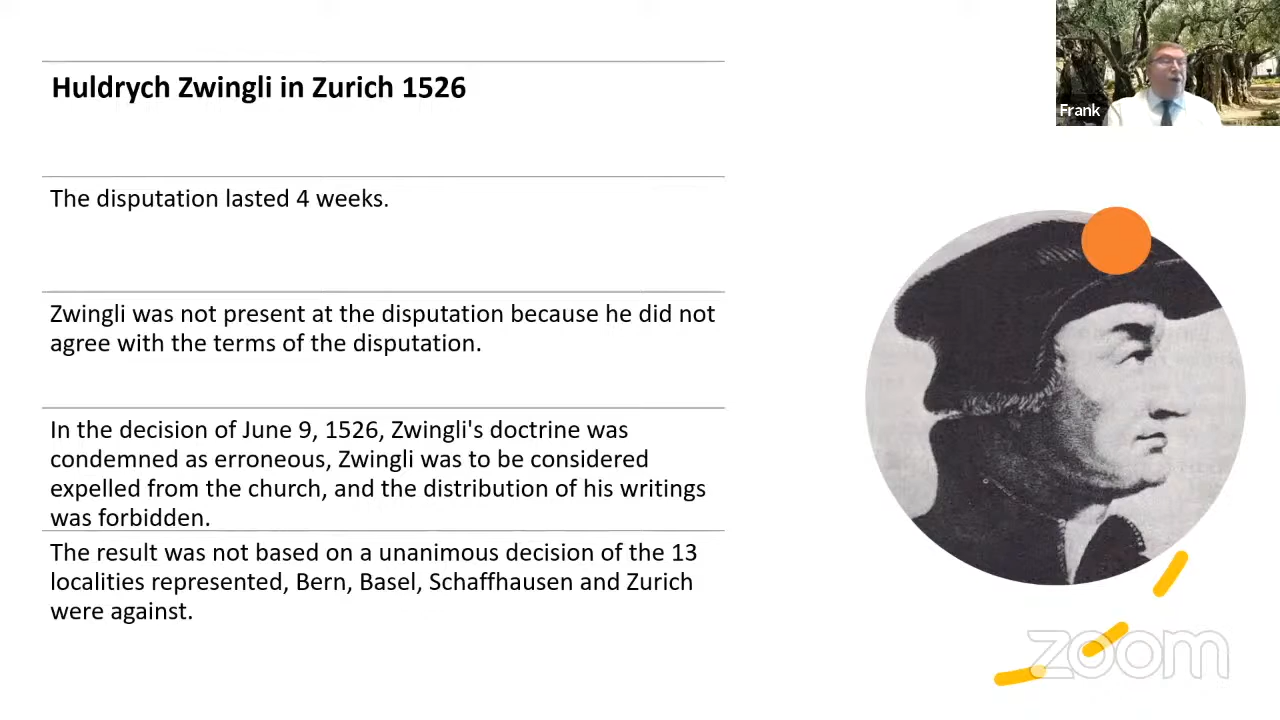 Huldrych Zwingli in Zurich 1526
Frank
The disputation lasted 4 weeks.
Zwingli was not present at the disputation because he did not
agree with the terms of the disputation.
In the decision of June 9, 1526, Zwingli's doctrine was
condemned as erroneous, Zwingli was to be considered
expelled from the church, and the distribution of his writings
was forbidden.
The result was not based on a unanimous decision of the 13
localities represented, Bern, Basel, Schaffhausen and Zurich
were against.
zoom